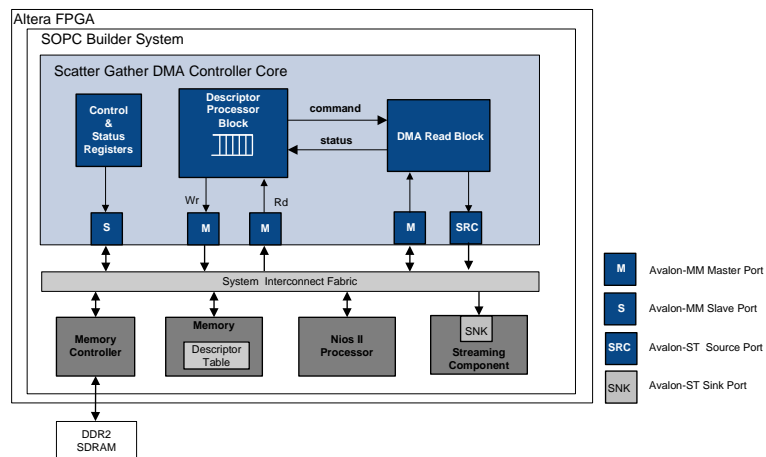 Altera FPGA
SOPC Builder System
Scatter Gather DMA Controller Core
Control
&
Status
Registers
Descriptor
Processor
Block
command
status
DMA Read Block
Wr
Rd
S
M
M
M
SRC
System Interconnect Fabric
Memory
Controller
Memory
Descriptor
Table
Nios II
Processor
SNK
Streaming
Component
DDR2
SDRAM
M Avalon-MM Master Port
S Avalon-MM Slave Port
SRC Avalon-ST Source Port
SNK Avalon-ST Sink Port